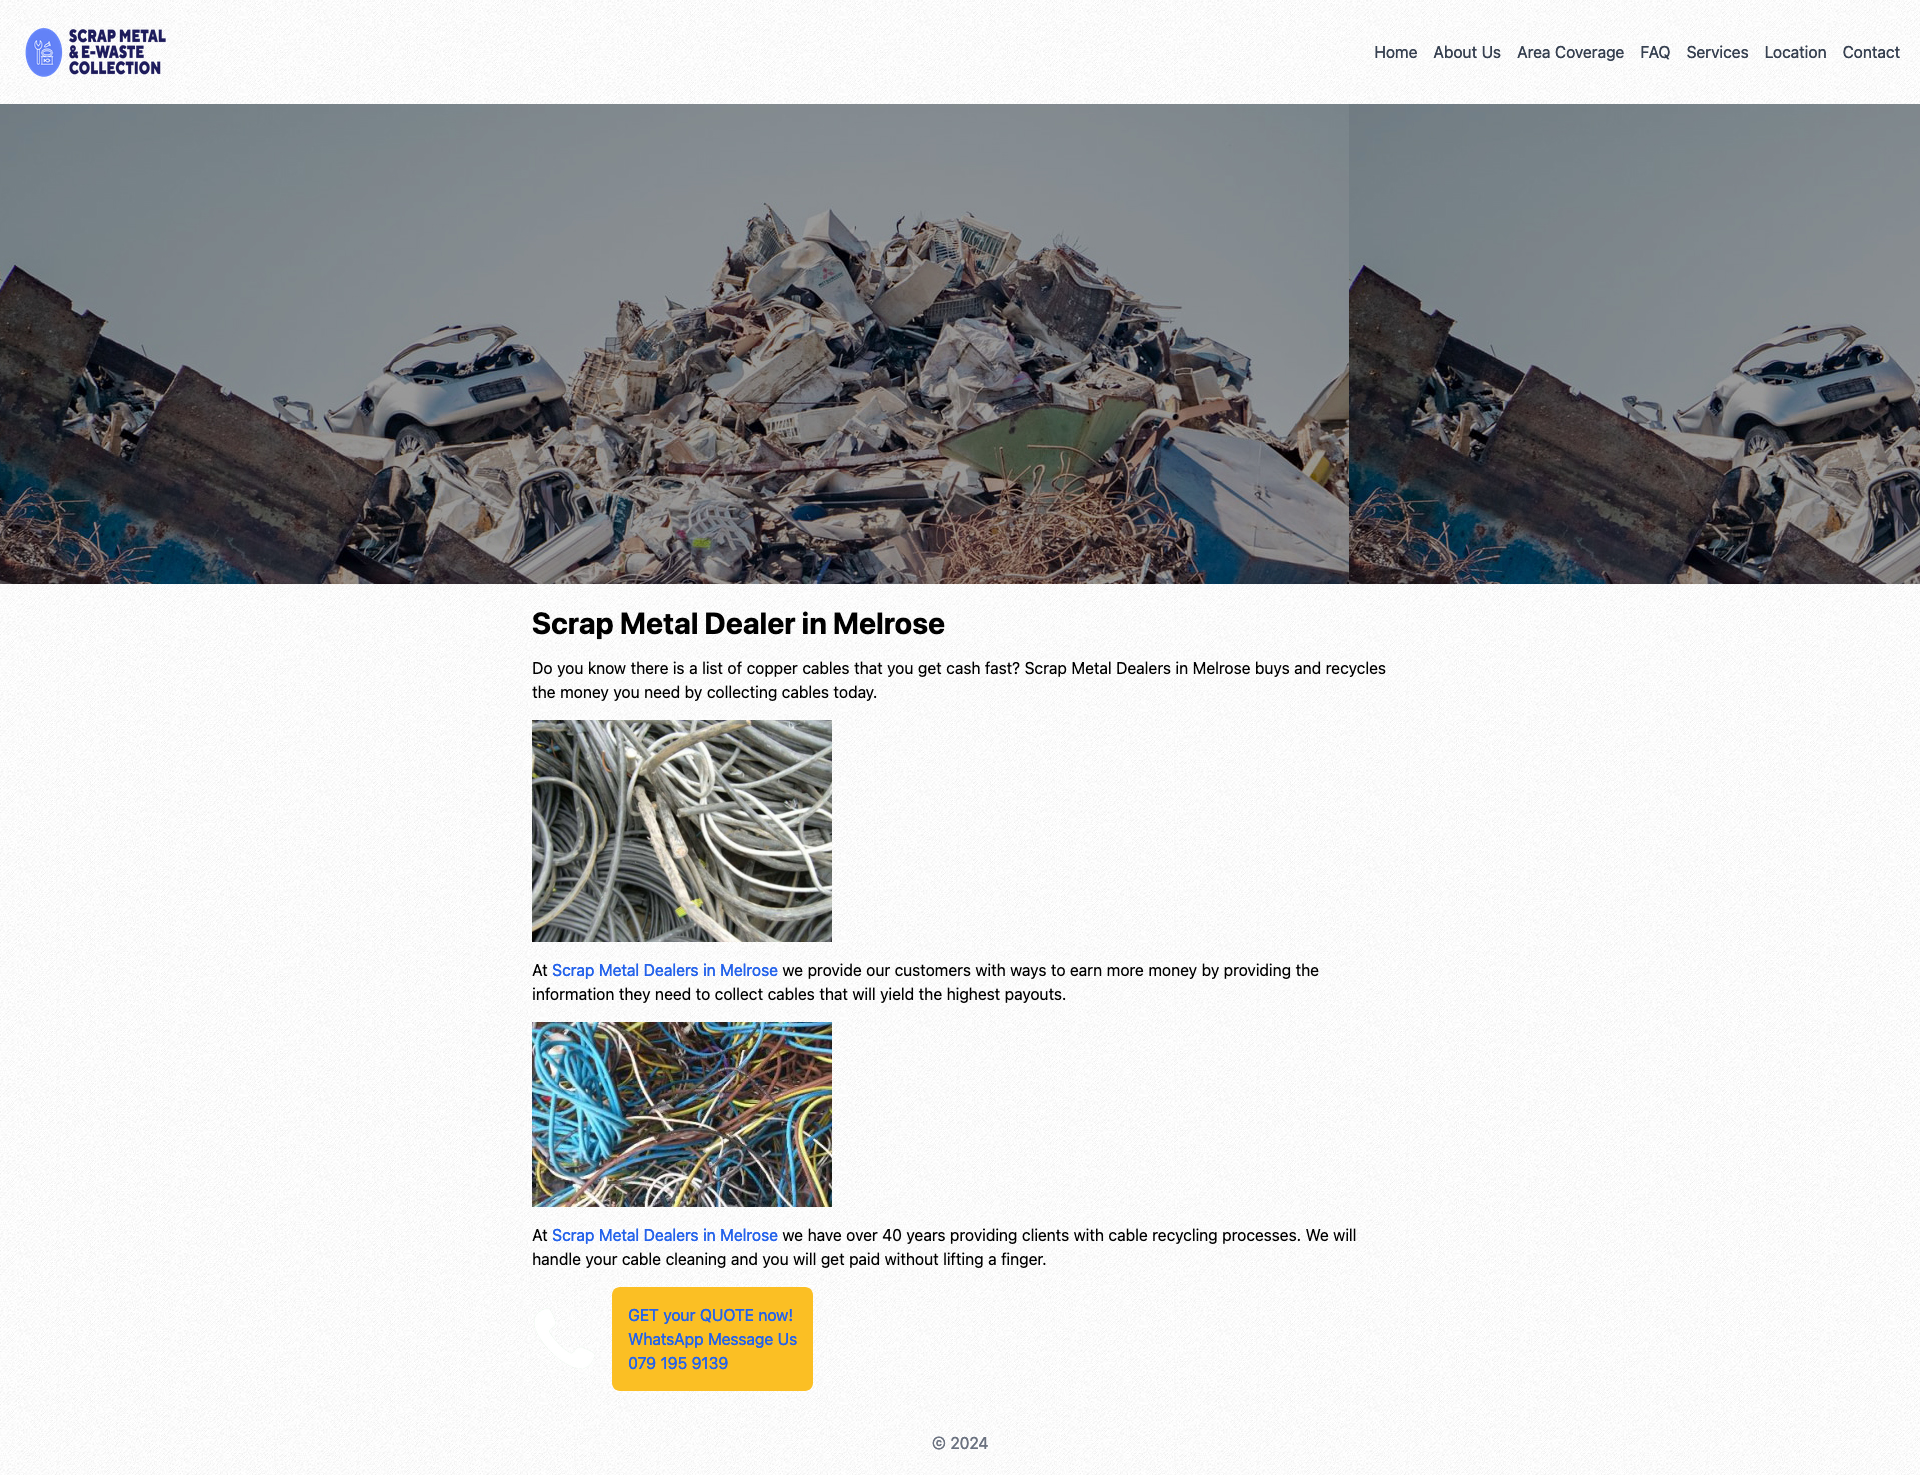 SCRAP METAL
& E-WASTE
COLLECTION
Home About Us Area Coverage FAQ Services Location Contact
Scrap Metal Dealer in Melrose
Do you know there is a list of copper cables that you get cash fast? Scrap Metal Dealers in Melrose buys and recycles
the money you need by collecting cables today.
At Scrap Metal Dealers in Melrose we provide our customers with ways to earn more money by providing the
information they need to collect cables that will yield the highest payouts.
At Scrap Metal Dealers in Melrose we have over 40 years providing clients with cable recycling processes. We will
handle your cable cleaning and you will get paid without lifting a finger.
GET your QUOTE now!
WhatsApp Message Us
079 195 9139
© 2024